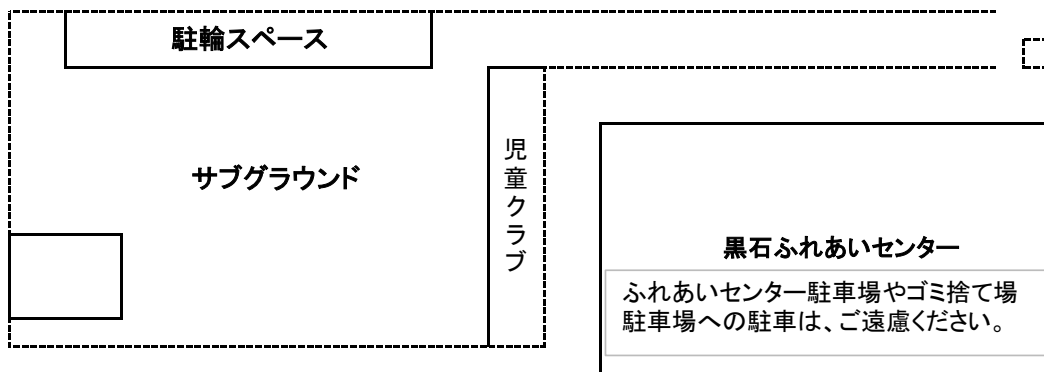 駐輪スペース
サブグラウンド
児童クラブ
黒石ふれあいセンター
ふれあいセンター駐車場やゴミ捨て場
駐車場への駐車は、ご遠慮ください。